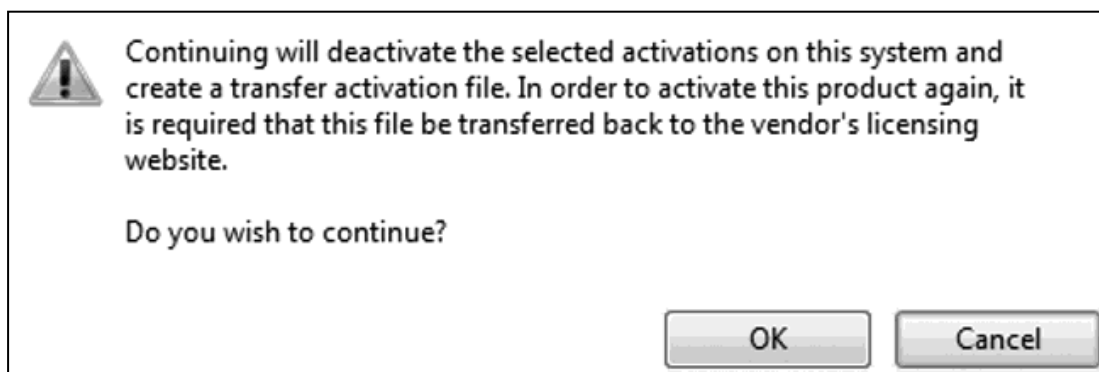 Continuing will deactivate the selected activations on this system and
create a transfer activation file. In order to activate this product again, it
is required that this file be transferred back to the vendor's licensing
website.
Do you wish to continue?
OK
Cancel